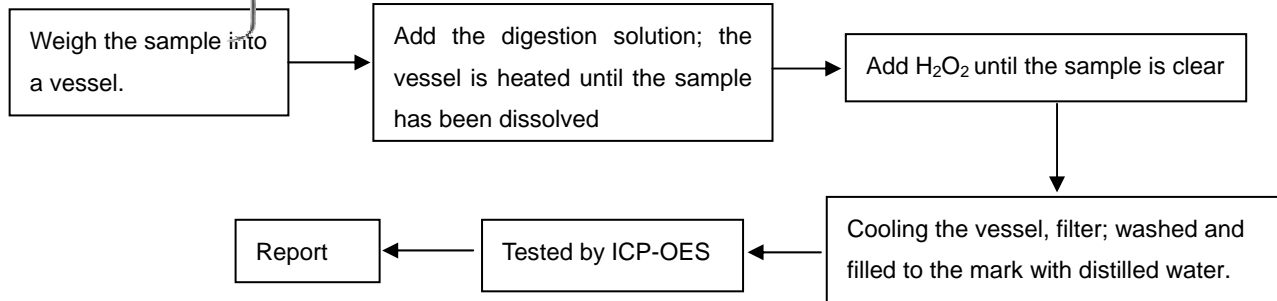 Weigh the sample into
a vessel.
Add the digestion solution; the
vessel is heated until the sample
has been dissolved
Add H₂O₂ until the sample is clear
Cooling the vessel, filter; washed and
filled to the mark with distilled water.
Tested by ICP-OES
Report